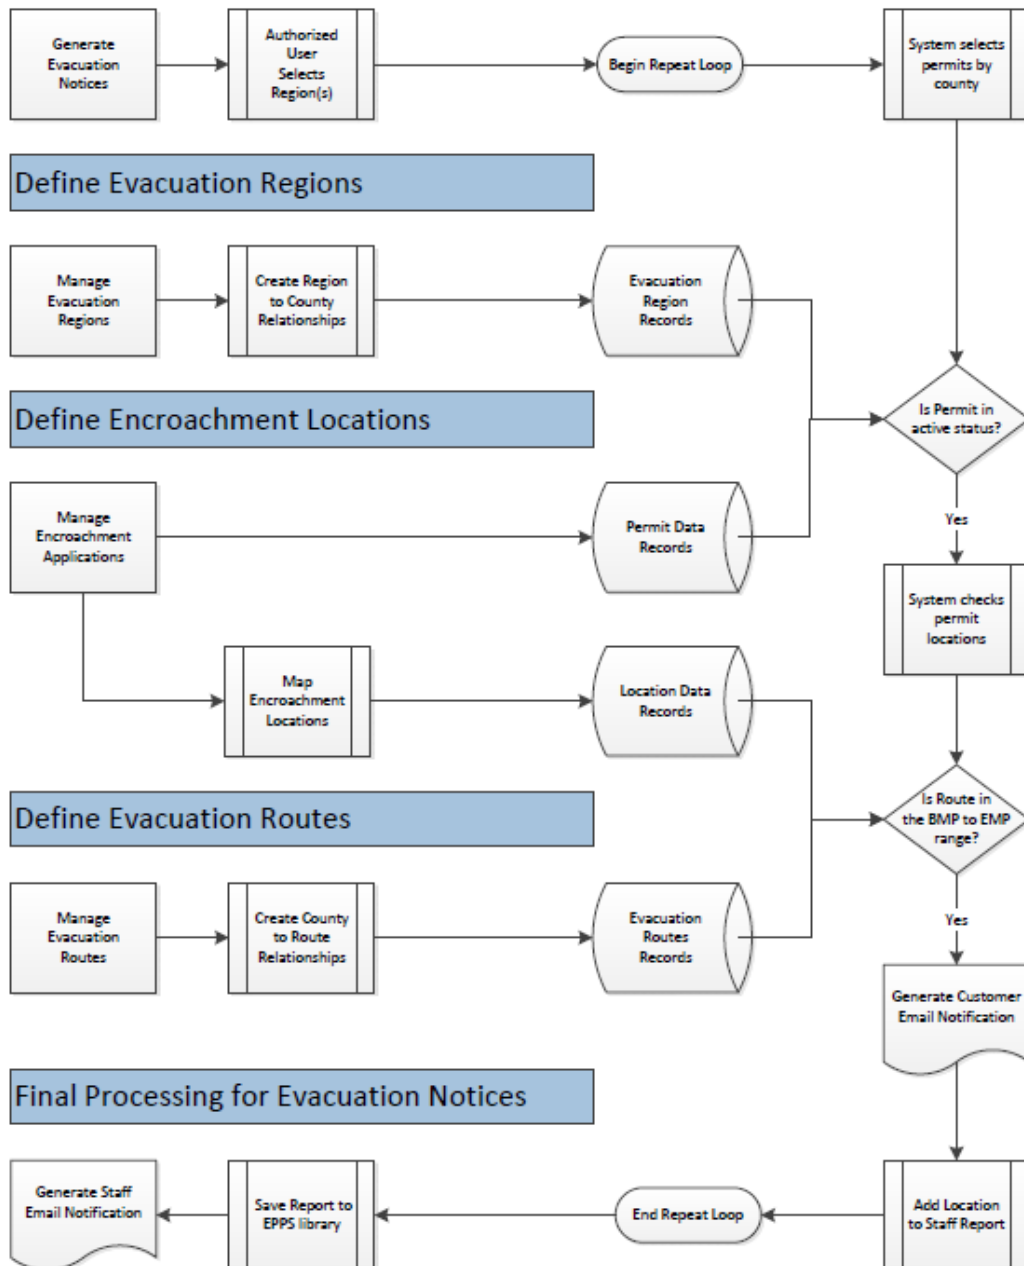 Generate
Evacuation
Notices
Authorized
User
Selects
Region(s)
Begin Repeat Loop
System selects
permits by
county
Define Evacuation Regions
Manage
Evacuation
Regions
Create Region
to County
Relationships
Evacuation
Region
Records
Is Permit in
active status?
Define Encroachment Locations
Manage
Encroachment
Applications
Permit Data
Records
Yes
System checks
permit
locations
Map
Encroachment
Locations
Location Data
Records
Is Route in
the BMP to EMP
range?
Define Evacuation Routes
Manage
Evacuation
Routes
Create County
to Route
Relationships
Evacuation
Routes
Records
Yes
Generate Customer
Email Notification
Final Processing for Evacuation Notices
Generate Staff
Email Notification
Save Report to
EPPS library
End Repeat Loop
Add Location
to Staff Report